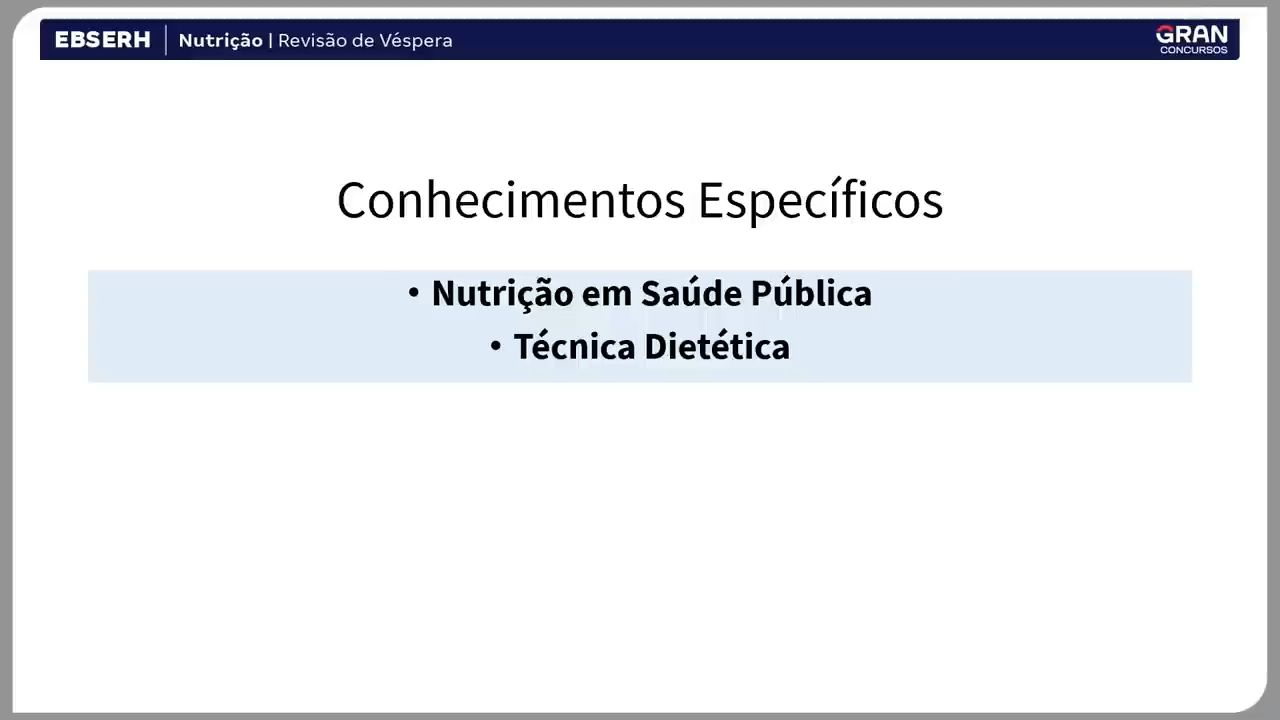 EBSERH | Nutrição | Revisão de Véspera
GRAN
CONCURSOS
Conhecimentos Específicos
• Nutrição em Saúde Pública
• Técnica Dietética